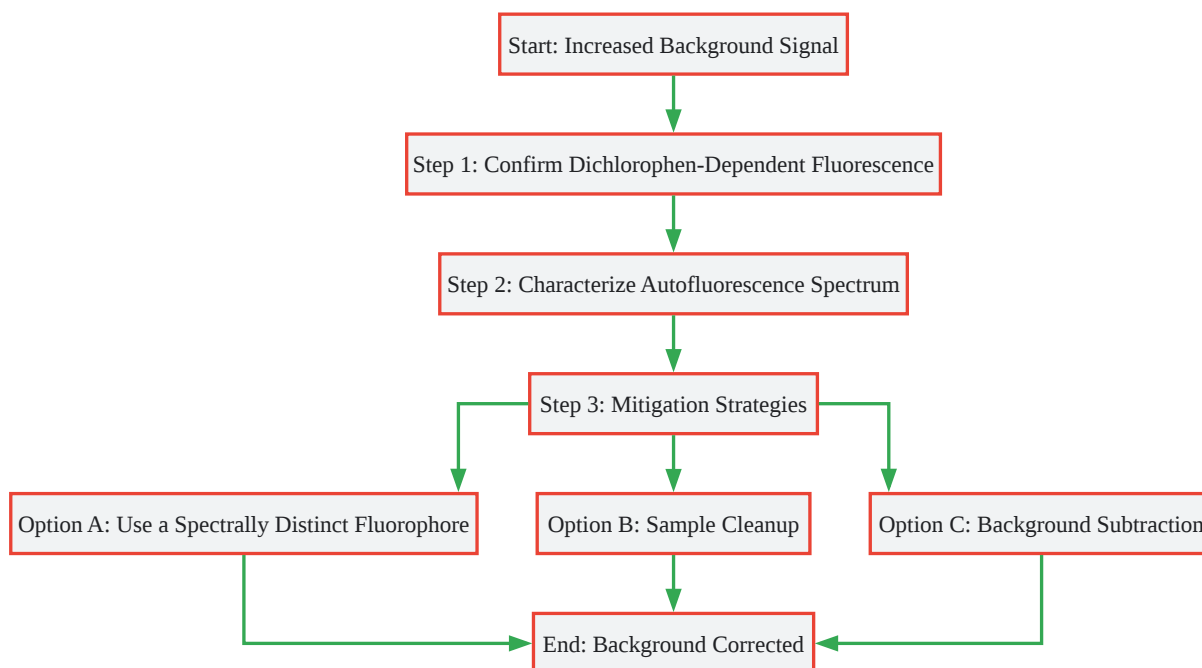 Start: Increased Background Signal
Step 1: Confirm Dichlorophen-Dependent Fluorescence
Step 2: Characterize Autofluorescence Spectrum
Step 3: Mitigation Strategies
Option A: Use a Spectrally Distinct Fluorophore
Option B: Sample Cleanup
Option C: Background Subtraction
End: Background Corrected